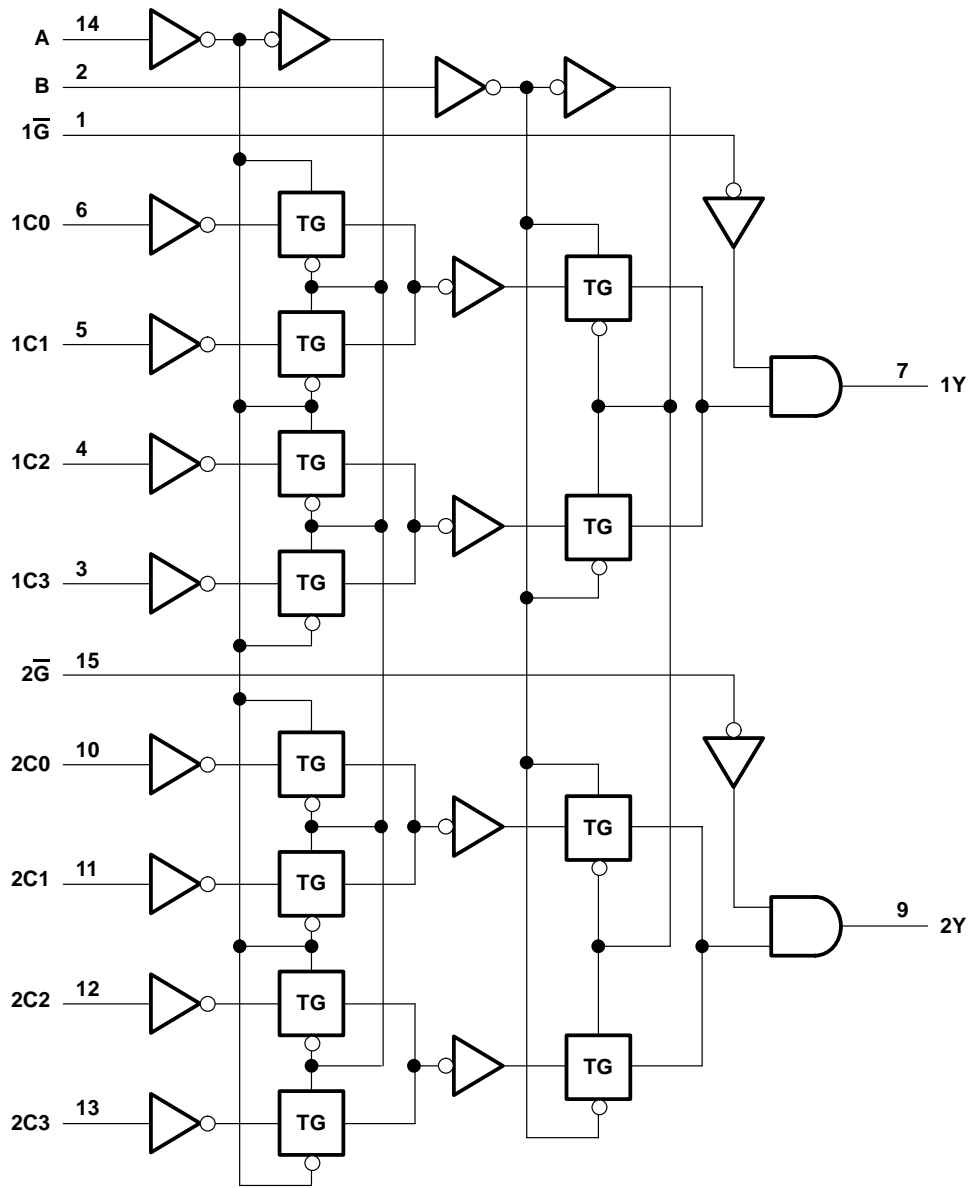 A 14
B 2
1G̅ 1
1C0 6 TG
TG
1C1 5 TG
7 1Y
1C2 4 TG
TG
1C3 3 TG
2G̅ 15
2C0 10 TG
TG
2C1 11 TG
9 2Y
2C2 12 TG
TG
2C3 13 TG